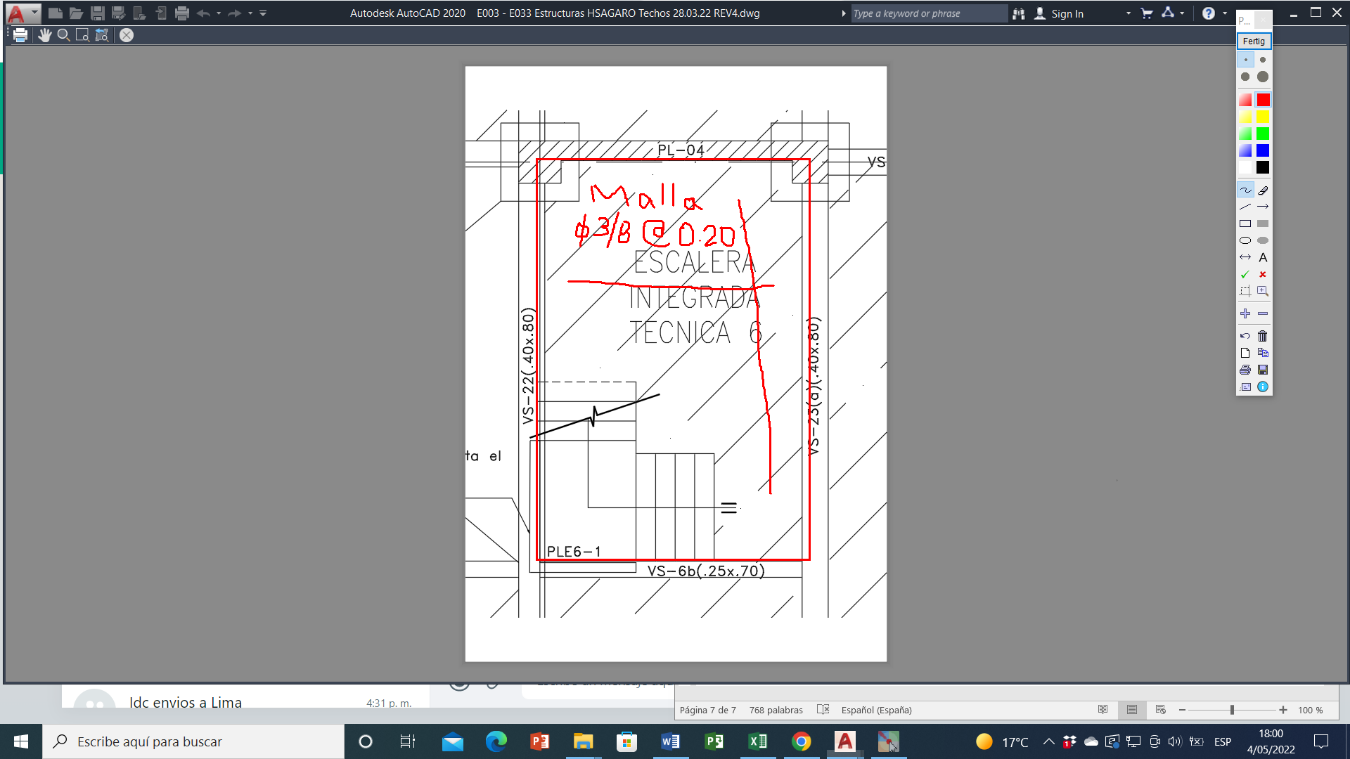 Autodesk AutoCAD 2020 E003 - E033 Estructuras HSAGARO Techos 28.03.22 REV4.dwg
Type a keyword or phrase
Sign In
Fertig
PL-04
VS
Malla
ϕ3/8 @ 0.20
ESCALERA
INTEGRADA
TECNICA 6
VS-22(.40x.80)
VS-23(a)(.40x.80)
ta el
PLE6-1
VS-6b(.25x.70)
Idc envios a Lima
4:31 p. m.
Página 7 de 7 768 palabras Español (España)
100 %
Escribe aquí para buscar
17°C
ESP
18:00
4/05/2022